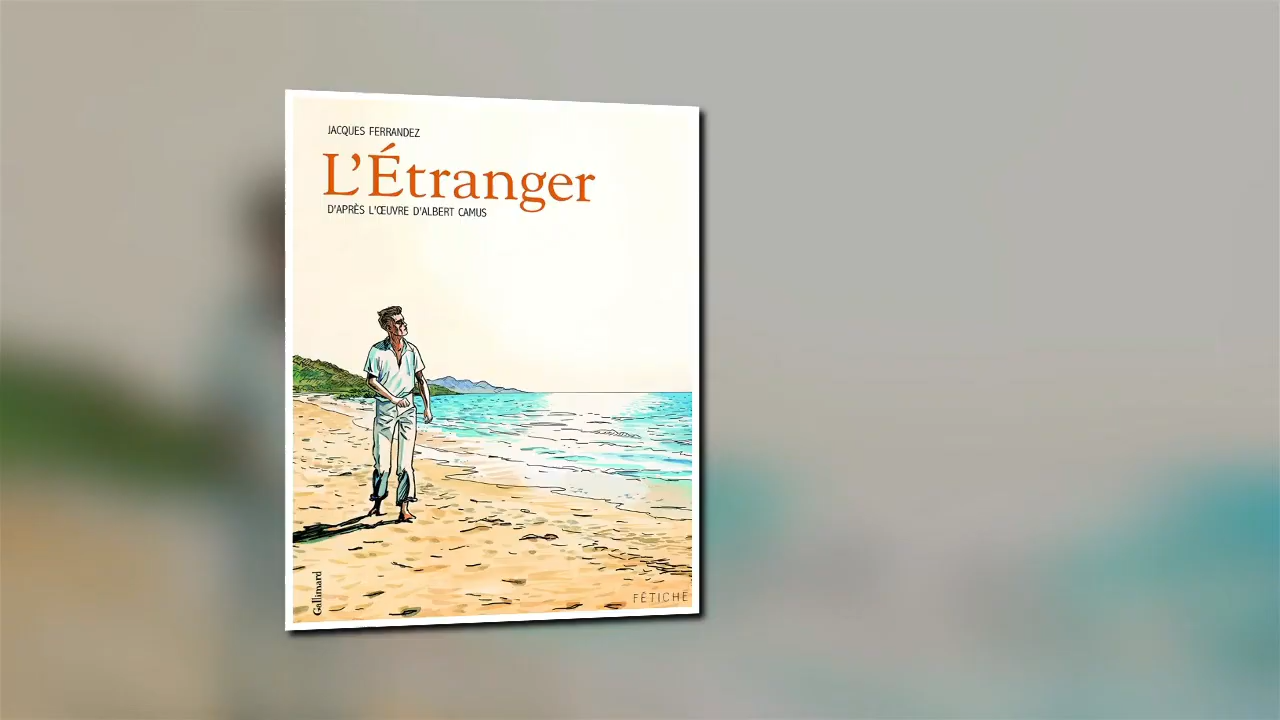 JACQUES FERRANDEZ
L'Étranger
D'APRÈS L'ŒUVRE D'ALBERT CAMUS
Gallimard
FÉTICHE